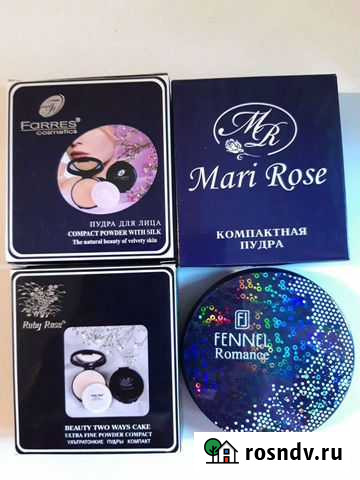 FARRES
cosmetics
ПУДРА ДЛЯ ЛИЦА
COMPACT POWDER WITH SILK
The natural beauty of velvety skin
MR
Mari Rose
КОМПАКТНАЯ
ПУДРА
Ruby Rose
BEAUTY TWO WAYS CAKE
ULTRA FINE POWDER COMPACT
УЛЬТРАТОНКИЕ ПУДРЫ КОМПАКТ
FENNEL
Romance
rosndv.ru